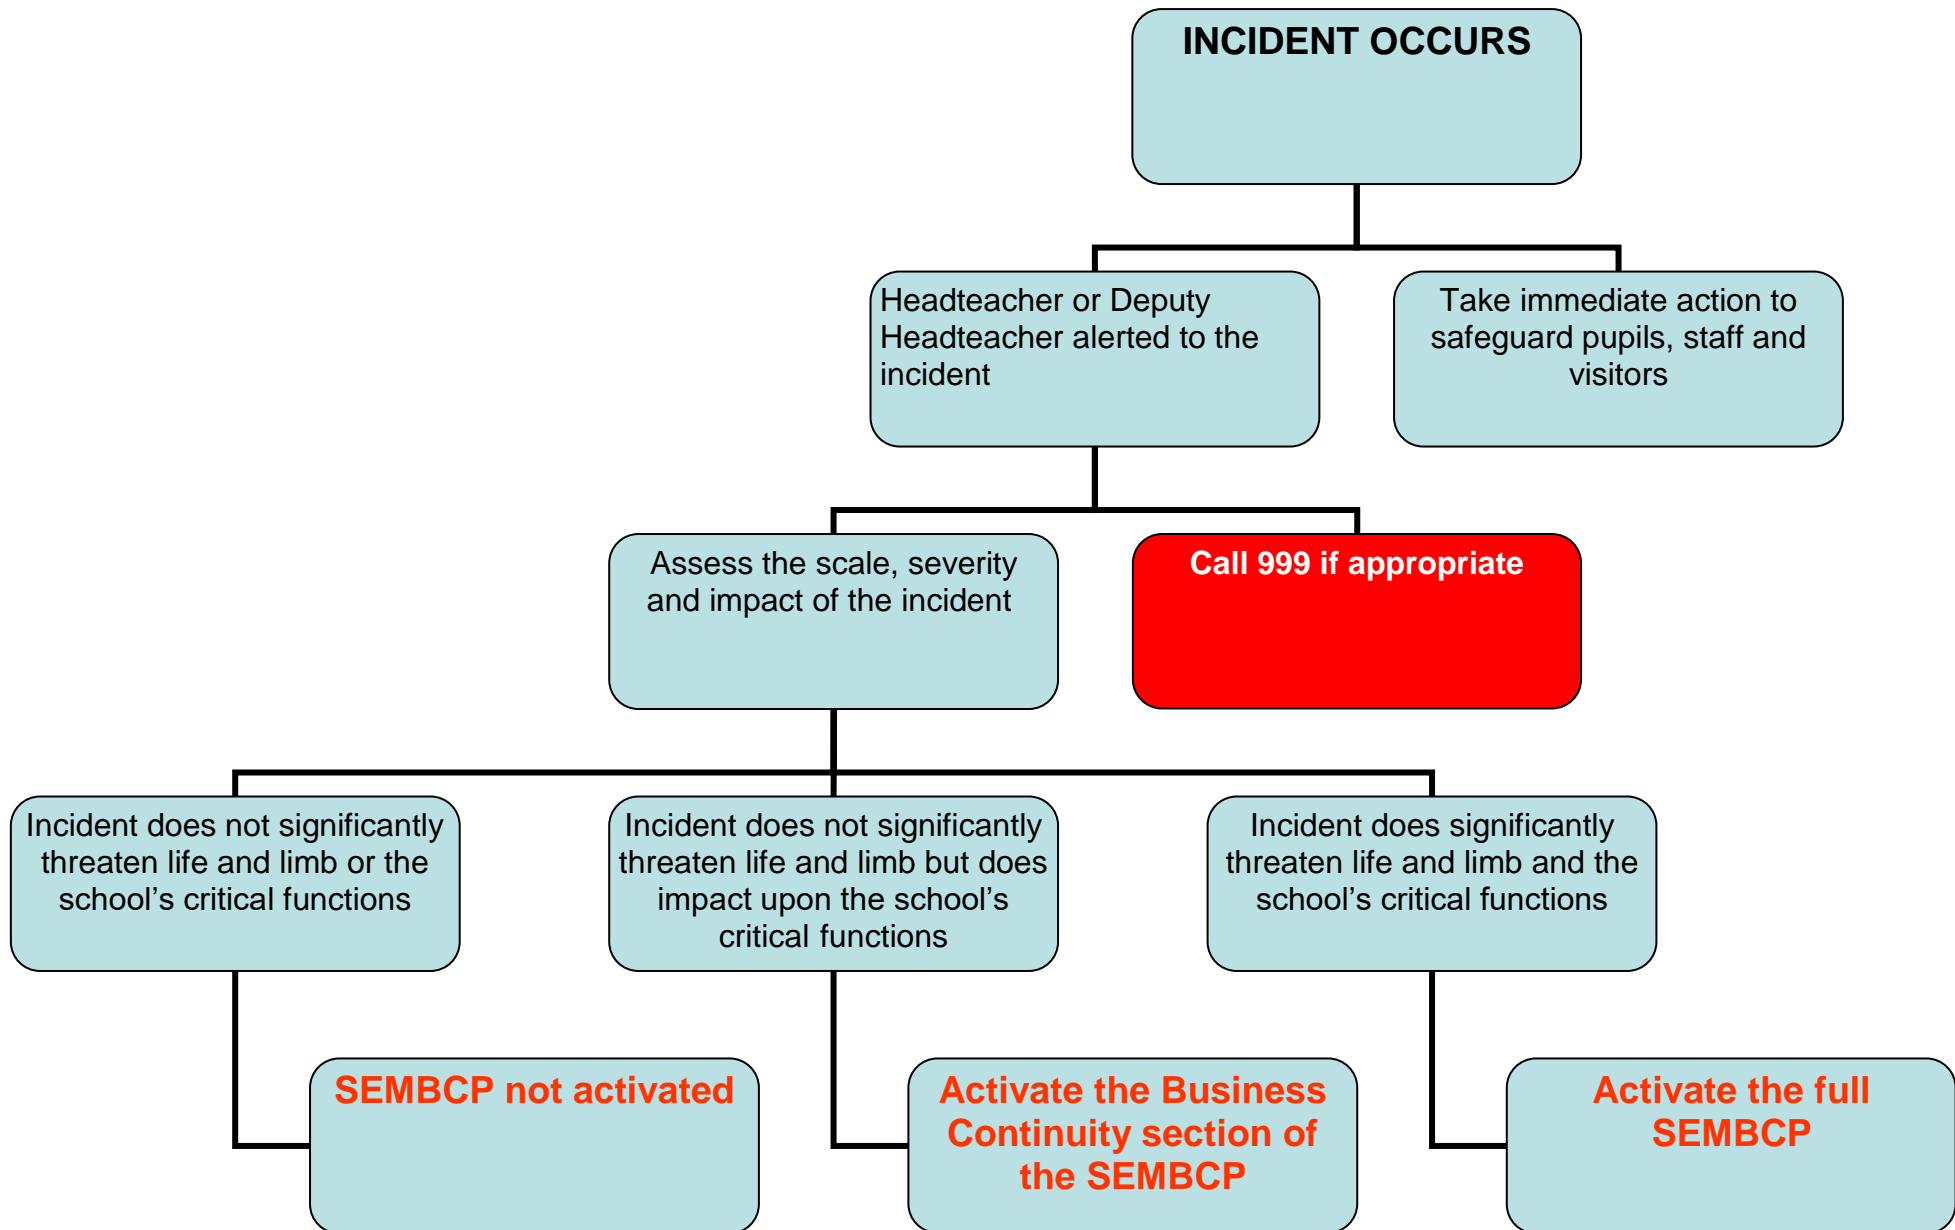 INCIDENT OCCURS
Headteacher or Deputy
Headteacher alerted to the
incident
Take immediate action to
safeguard pupils, staff and
visitors
Assess the scale, severity
and impact of the incident
Call 999 if appropriate
Incident does not significantly
threaten life and limb or the
school’s critical functions
Incident does not significantly
threaten life and limb but does
impact upon the school’s
critical functions
Incident does significantly
threaten life and limb and the
school’s critical functions
SEMBCP not activated
Activate the Business
Continuity section of
the SEMBCP
Activate the full
SEMBCP